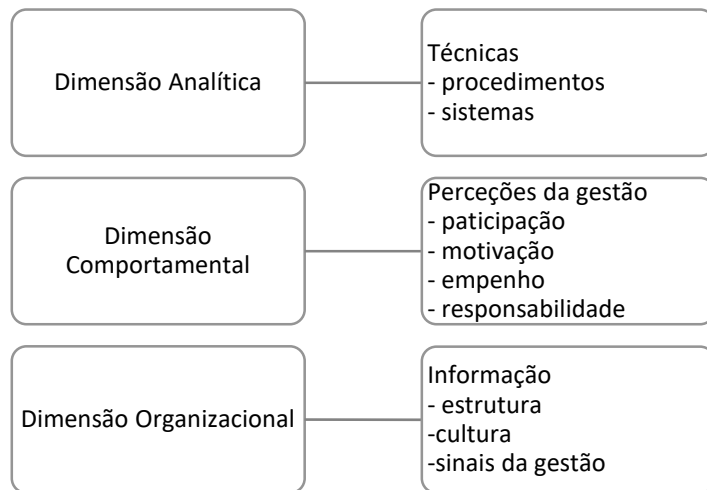 Dimensão Analítica
Técnicas
- procedimentos
- sistemas
Dimensão
Comportamental
Perceções da gestão
- paticipação
- motivação
- empenho
- responsabilidade
Dimensão Organizacional
Informação
- estrutura
-cultura
-sinais da gestão